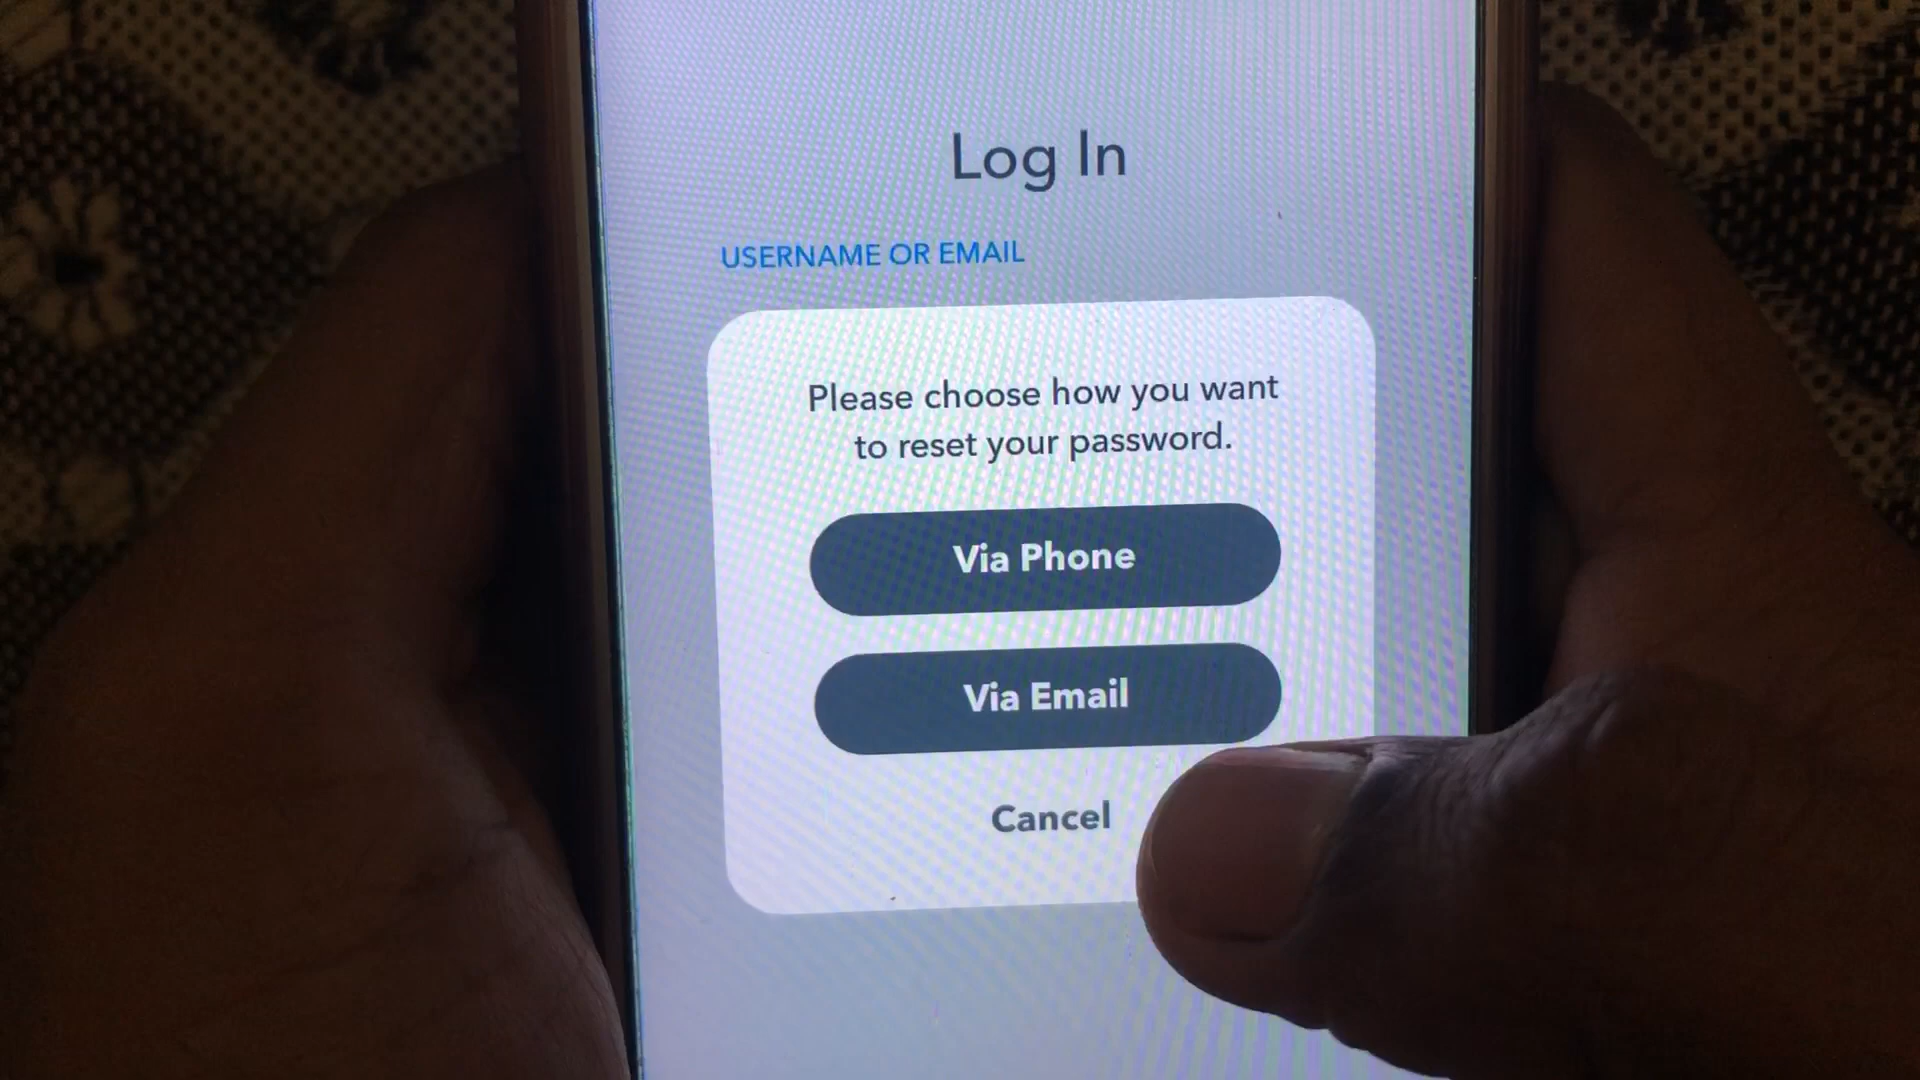 Log In
USERNAME OR EMAIL
Please choose how you want
to reset your password.
Via Phone
Via Email
Cancel